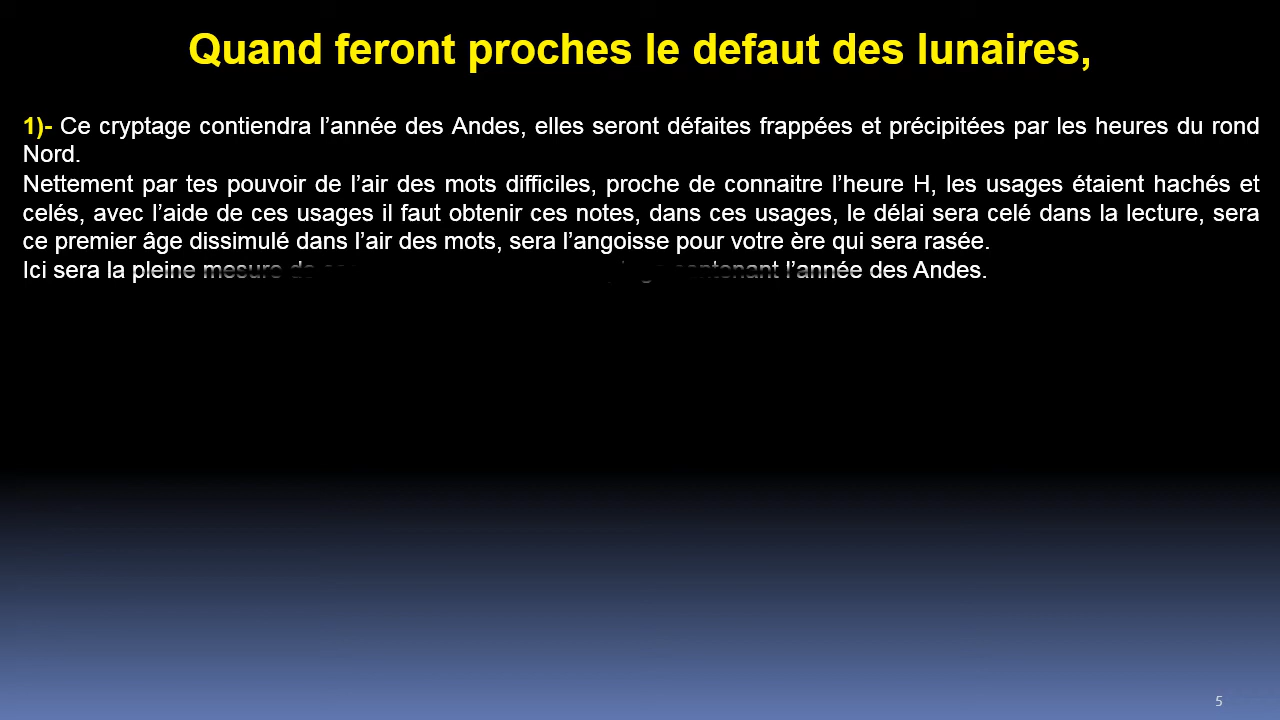 Quand feront proches le defaut des lunaires,
1)- Ce cryptage contiendra l’année des Andes, elles seront défaites frappées et précipitées par les heures du rond
Nord.
Nettement par tes pouvoir de l’air des mots difficiles, proche de connaitre l’heure H, les usages étaient hachés et
celés, avec l’aide de ces usages il faut obtenir ces notes, dans ces usages, le délai sera celé dans la lecture, sera
ce premier âge dissimulé dans l’air des mots, sera l’angoisse pour votre ère qui sera rasée.
Ici sera la pleine mesure de contenant l’année des Andes.
5